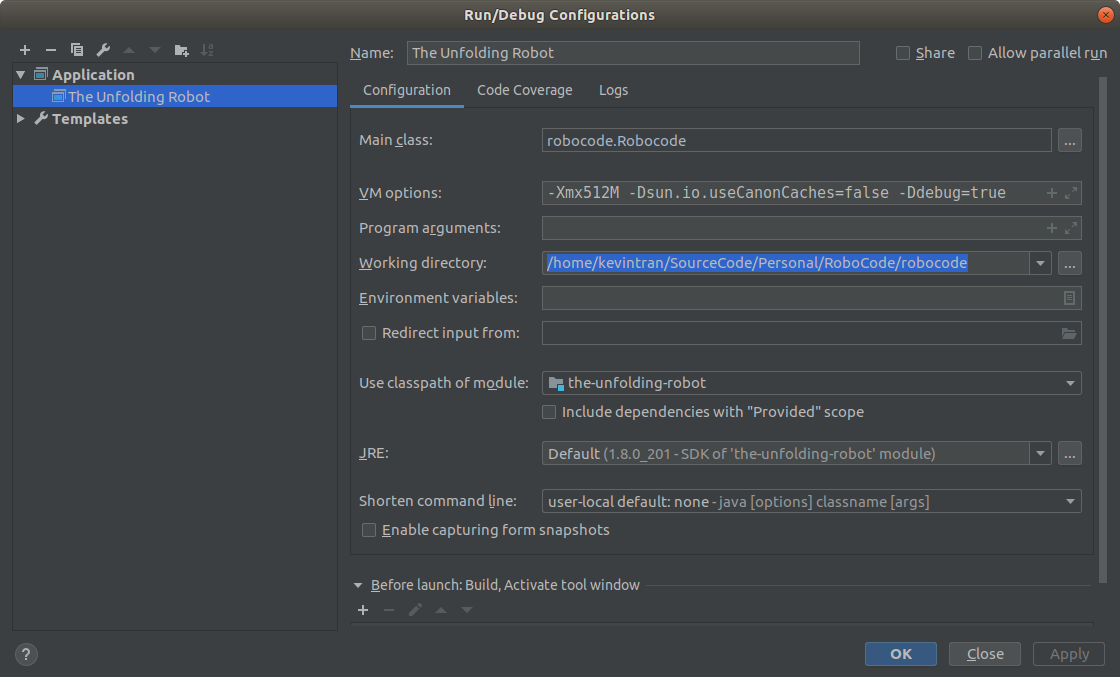 Run/Debug Configurations
Name: The Unfolding Robot Share Allow parallel run
Application
The Unfolding Robot
Templates
Configuration Code Coverage Logs
Main class: robocode.Robocode ...
VM options: -Xmx512M -Dsun.io.useCanonCaches=false -Ddebug=true
Program arguments:
Working directory: /home/kevintran/SourceCode/Personal/RoboCode/robocode ...
Environment variables:
Redirect input from:
Use classpath of module: the-unfolding-robot
Include dependencies with "Provided" scope
JRE: Default (1.8.0_201 - SDK of 'the-unfolding-robot' module) ...
Shorten command line: user-local default: none - java [options] classname [args]
Enable capturing form snapshots
Before launch: Build, Activate tool window
? OK Close Apply